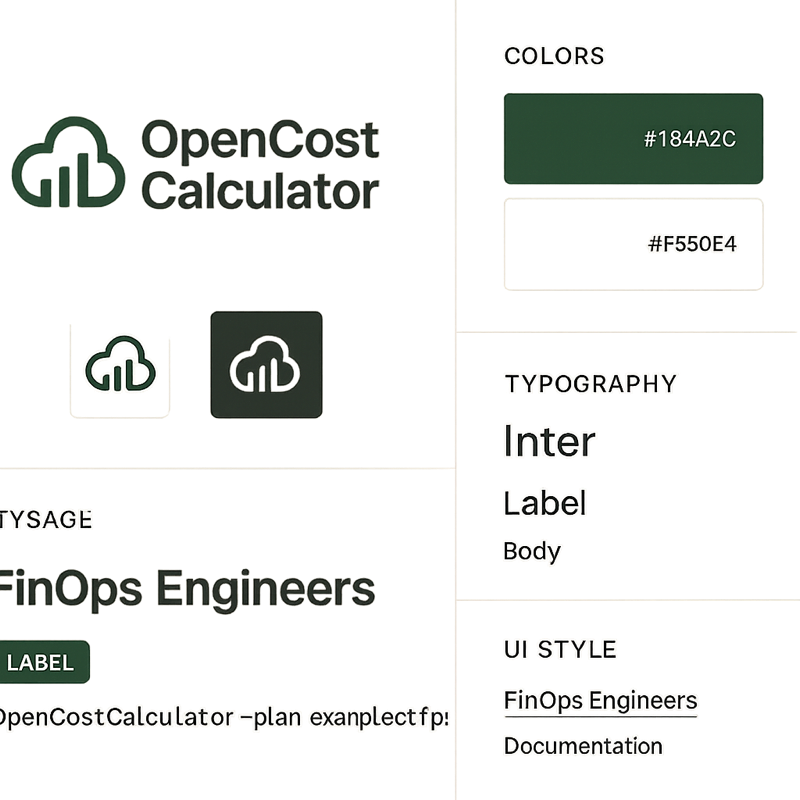 OpenCost
Calculator
TYSAGE
FinOps Engineers
LABEL
OpenCostCalculator –plan exanplectfp
COLORS
#184A2C
#F550E4
TYPOGRAPHY
Inter
Label
Body
UI STYLE
FinOps Engineers
Documentation